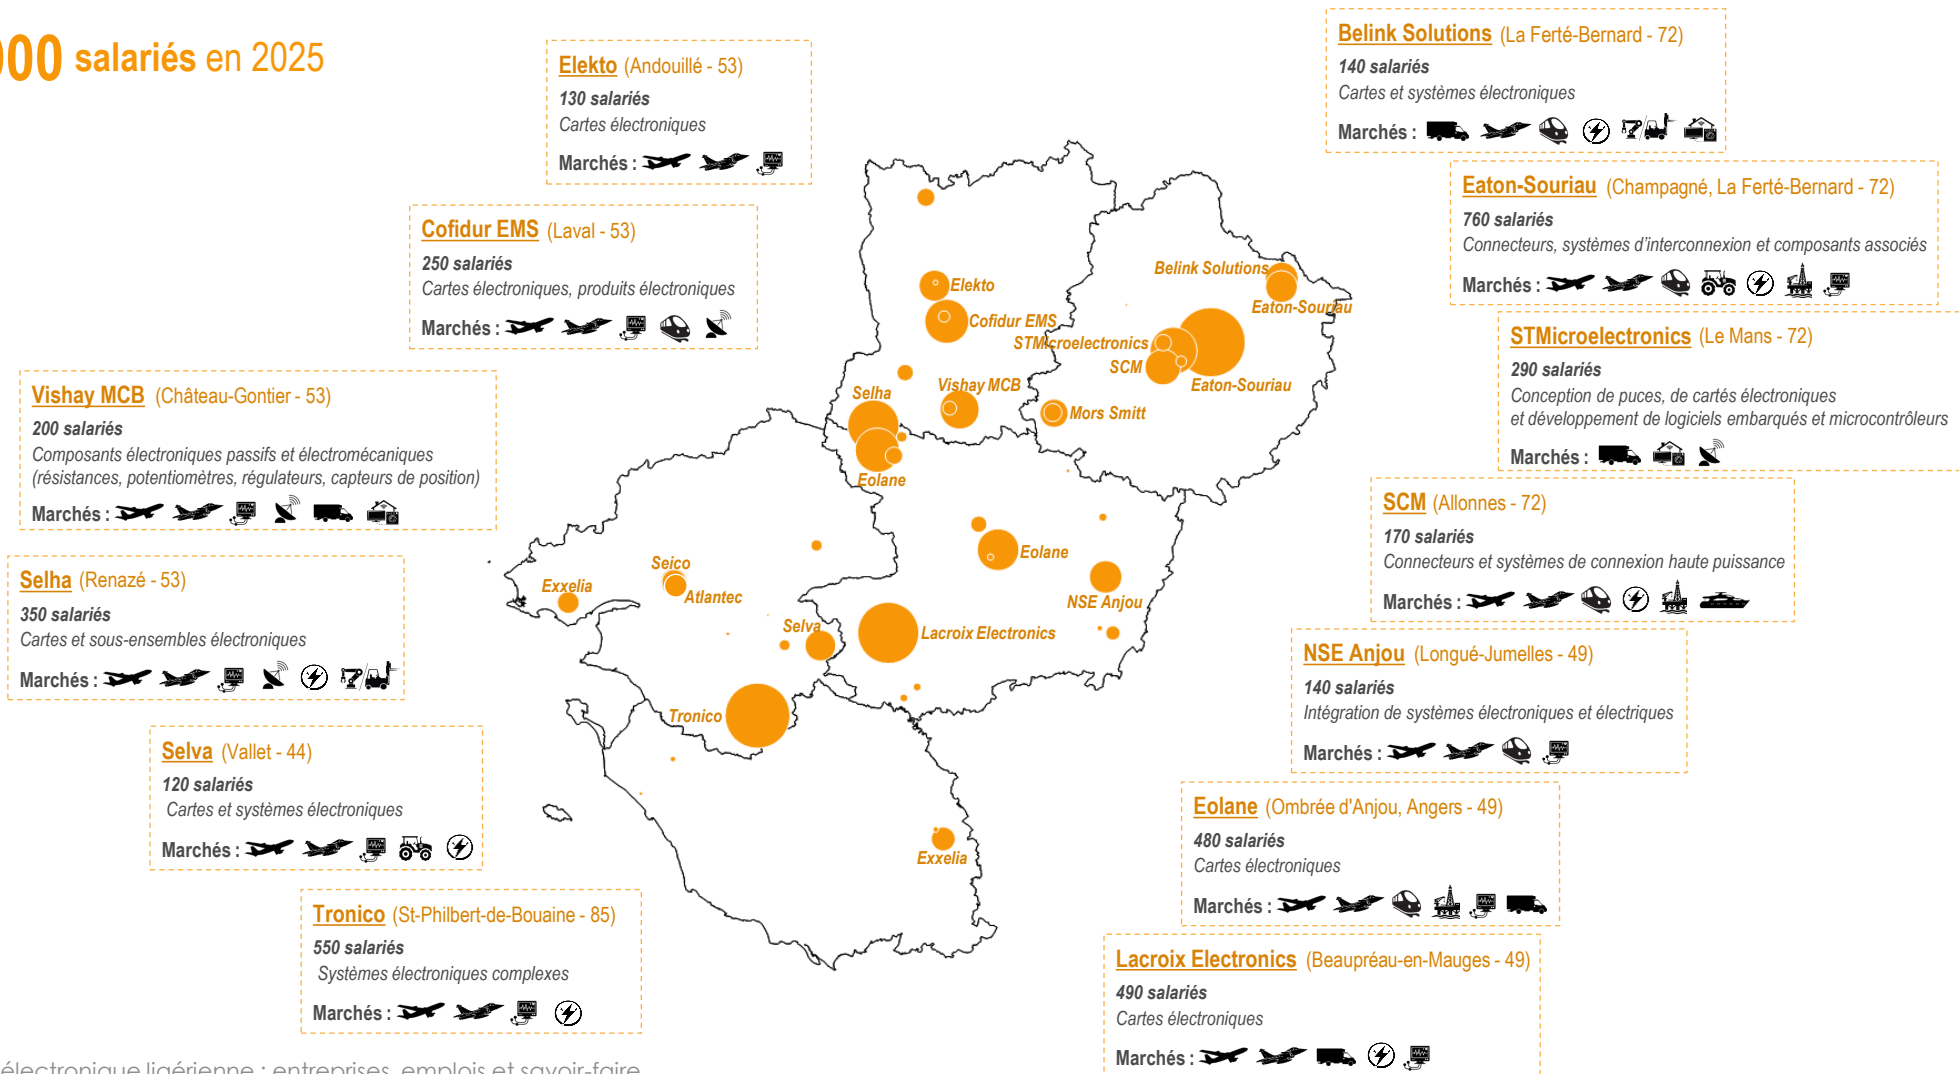 000 salariés en 2025
Elekto (Andouillé - 53)
130 salariés
Cartes électroniques
Marchés :
Cofidur EMS (Laval - 53)
250 salariés
Cartes électroniques, produits électroniques
Marchés :
Vishay MCB (Château-Gontier - 53)
200 salariés
Composants électroniques passifs et électromécaniques
(résistances, potentiomètres, régulateurs, capteurs de position)
Marchés :
Selha (Renazé - 53)
350 salariés
Cartes et sous-ensembles électroniques
Marchés :
Selva (Vallet - 44)
120 salariés
Cartes et systèmes électroniques
Marchés :
Tronico (St-Philbert-de-Bouaine - 85)
550 salariés
Systèmes électroniques complexes
Marchés :
Elekto
Cofidur EMS
Belink Solutions
Eaton-Souriau
STMicroelectronics
SCM
Eaton-Souriau
Vishay MCB
Selha
Mors Smitt
Eolane
Eolane
Seico
Exxelia
Atlantec
NSE Anjou
Selva
Lacroix Electronics
Tronico
Exxelia
Belink Solutions (La Ferté-Bernard - 72)
140 salariés
Cartes et systèmes électroniques
Marchés :
Eaton-Souriau (Champagné, La Ferté-Bernard - 72)
760 salariés
Connecteurs, systèmes d'interconnexion et composants associés
Marchés :
STMicroelectronics (Le Mans - 72)
290 salariés
Conception de puces, de cartés électroniques
et développement de logiciels embarqués et microcontrôleurs
Marchés :
SCM (Allonnes - 72)
170 salariés
Connecteurs et systèmes de connexion haute puissance
Marchés :
NSE Anjou (Longué-Jumelles - 49)
140 salariés
Intégration de systèmes électroniques et électriques
Marchés :
Eolane (Ombrée d'Anjou, Angers - 49)
480 salariés
Cartes électroniques
Marchés :
Lacroix Electronics (Beaupréau-en-Mauges - 49)
490 salariés
Cartes électroniques
Marchés :
électronique ligérienne : entreprises, emplois et savoir-faire